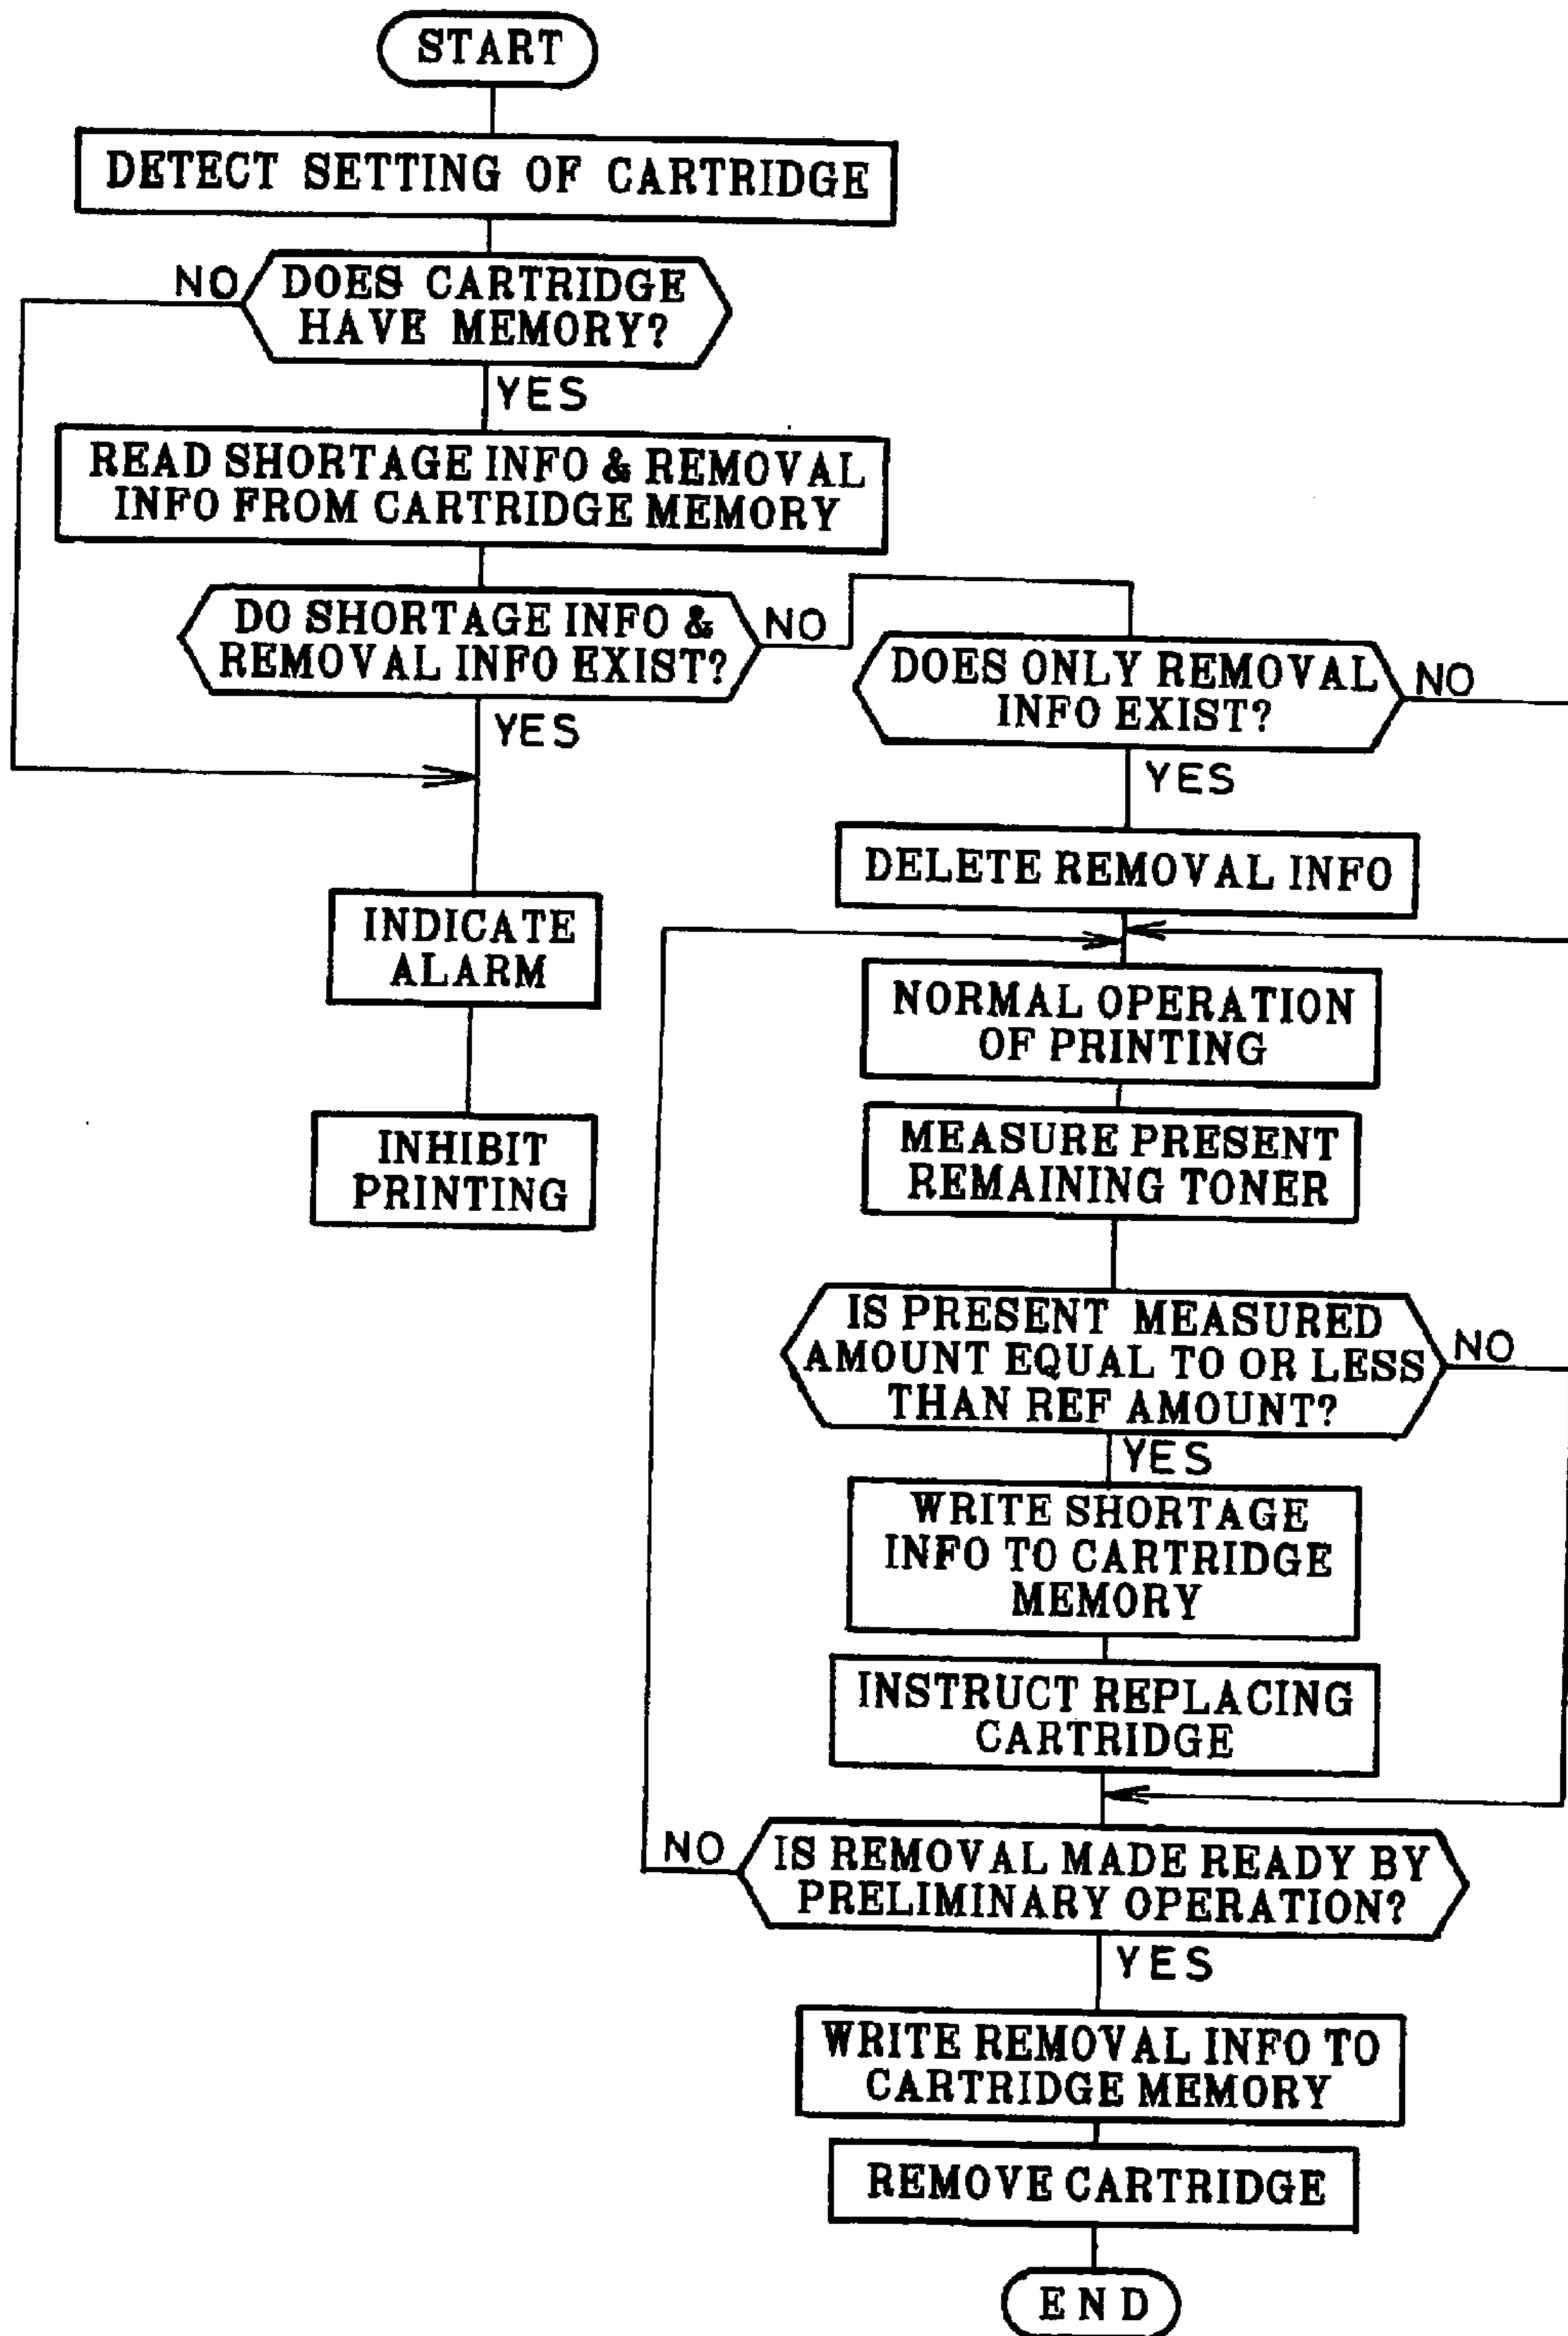 START
DETECT SETTING OF CARTRIDGE
NO
DOES CARTRIDGE
HAVE MEMORY?
YES
READ SHORTAGE INFO & REMOVAL
INFO FROM CARTRIDGE MEMORY
DO SHORTAGE INFO &
REMOVAL INFO EXIST?
NO
YES
INDICATE
ALARM
INHIBIT
PRINTING
DOES ONLY REMOVAL
INFO EXIST?
NO
YES
DELETE REMOVAL INFO
NORMAL OPERATION
OF PRINTING
MEASURE PRESENT
REMAINING TONER
IS PRESENT MEASURED
AMOUNT EQUAL TO OR LESS
THAN REF AMOUNT?
NO
YES
WRITE SHORTAGE
INFO TO CARTRIDGE
MEMORY
INSTRUCT REPLACING
CARTRIDGE
NO
IS REMOVAL MADE READY BY
PRELIMINARY OPERATION?
YES
WRITE REMOVAL INFO TO
CARTRIDGE MEMORY
REMOVE CARTRIDGE
END